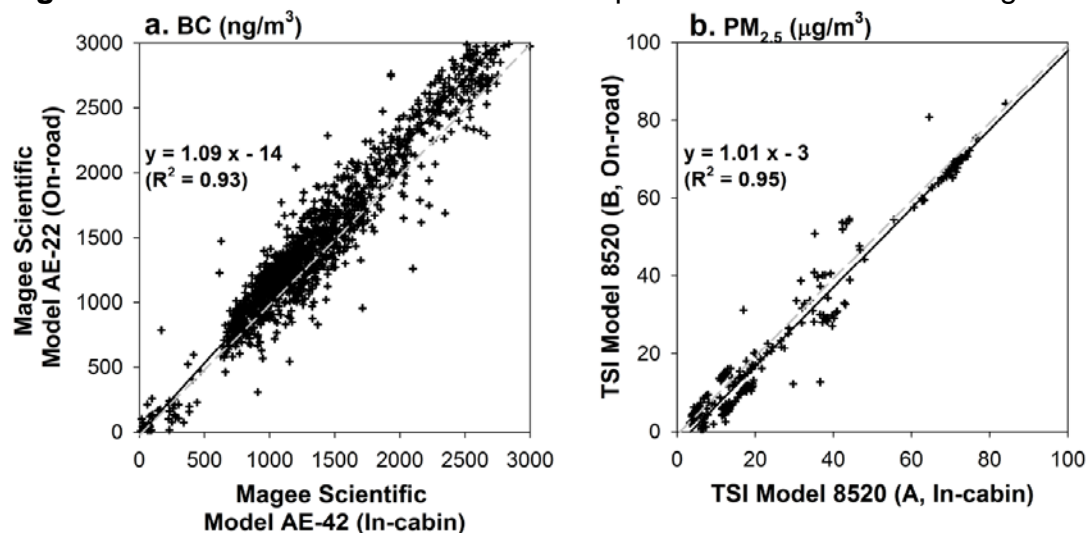 a. BC (ng/m³)
3000
2500
2000
1500
1000
500
0
y = 1.09 x - 14
(R² = 0.93)
Magee Scientific
Model AE-22 (On-road)
0 500 1000 1500 2000 2500 3000
Magee Scientific
Model AE-42 (In-cabin)
b. PM₂.₅ (μg/m³)
100
80
60
40
20
0
y = 1.01 x - 3
(R² = 0.95)
TSI Model 8520 (B, On-road)
0 20 40 60 80 100
TSI Model 8520 (A, In-cabin)